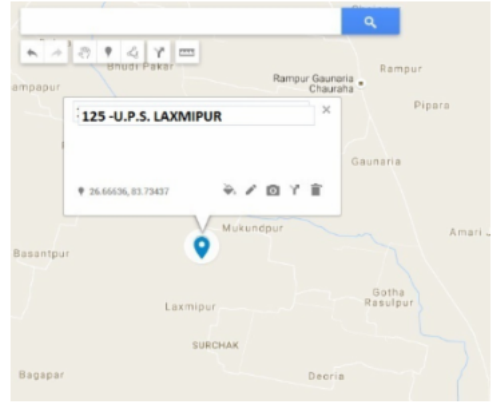 Bhudi Pakar
Rampur Gaunaria
Chauraha
Rampur
ampapur
Pipara
125 -U.P.S. LAXMIPUR
Gaunaria
26.66636, 83.73437
Mukundpur
Amari
Basantpur
Gotha
Rasulpur
Laxmipur
SURCHAK
Bagapar
Deoria